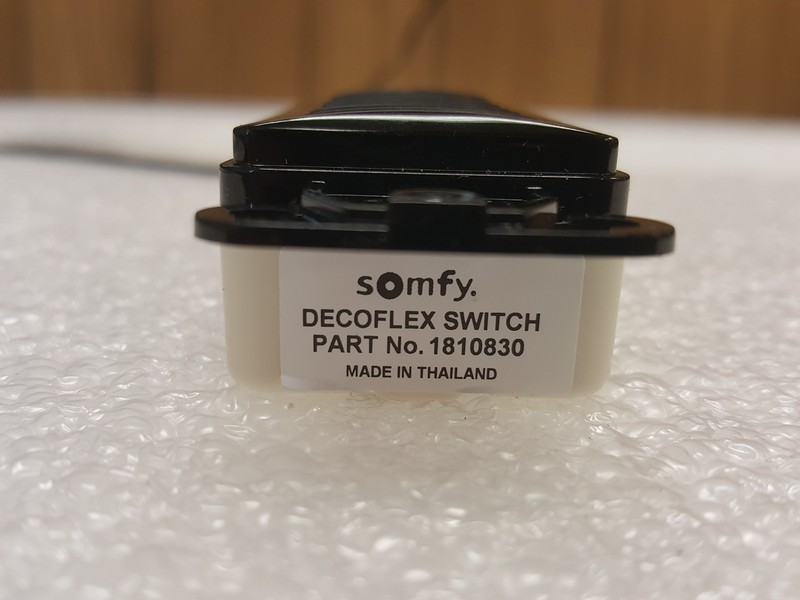 somfy.
DECOFLEX SWITCH
PART No. 1810830
MADE IN THAILAND